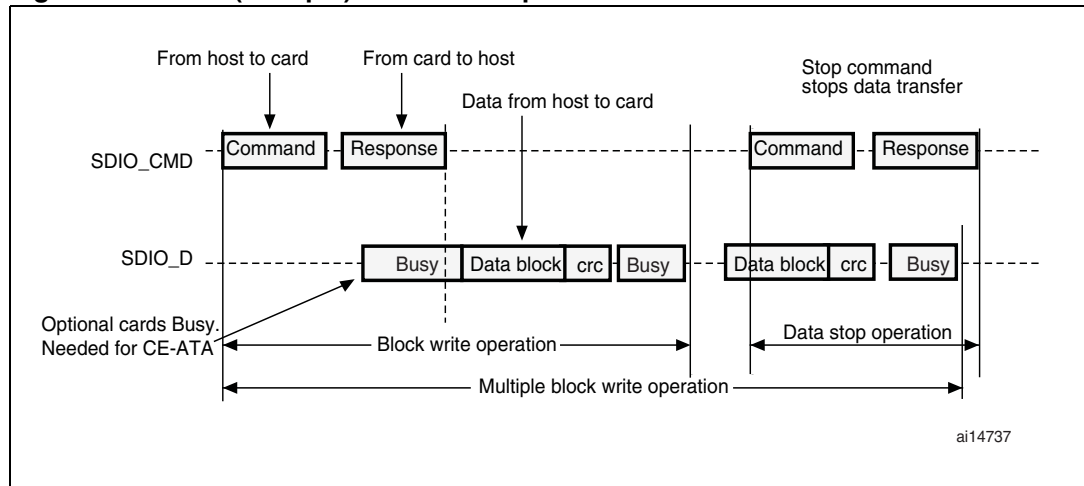 From host to card
From card to host
Stop command
stops data transfer
Data from host to card
SDIO_CMD
Command
Response
Command
Response
SDIO_D
Busy
Data block
crc
Busy
Data block
crc
Busy
Optional cards Busy.
Needed for CE-ATA
Block write operation
Data stop operation
Multiple block write operation
ai14737